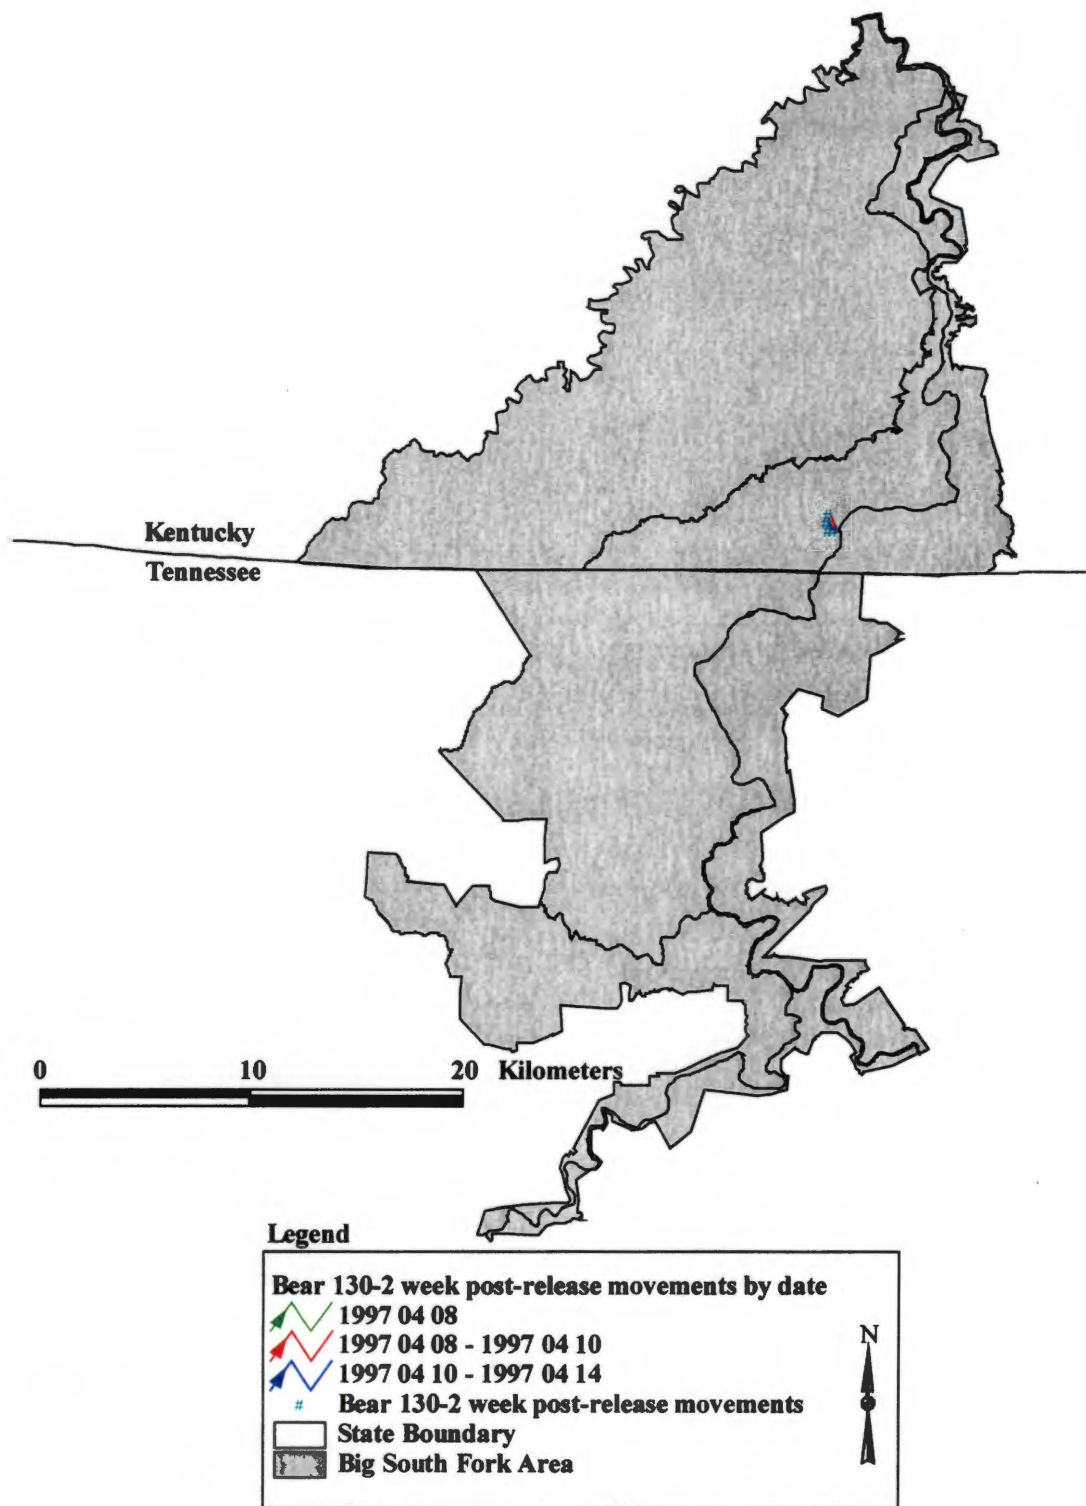 Kentucky
Tennessee
0 10 20 Kilometers
Legend
Bear 130-2 week post-release movements by date
1997 04 08
1997 04 08 - 1997 04 10
1997 04 10 - 1997 04 14
# Bear 130-2 week post-release movements
State Boundary
Big South Fork Area
N